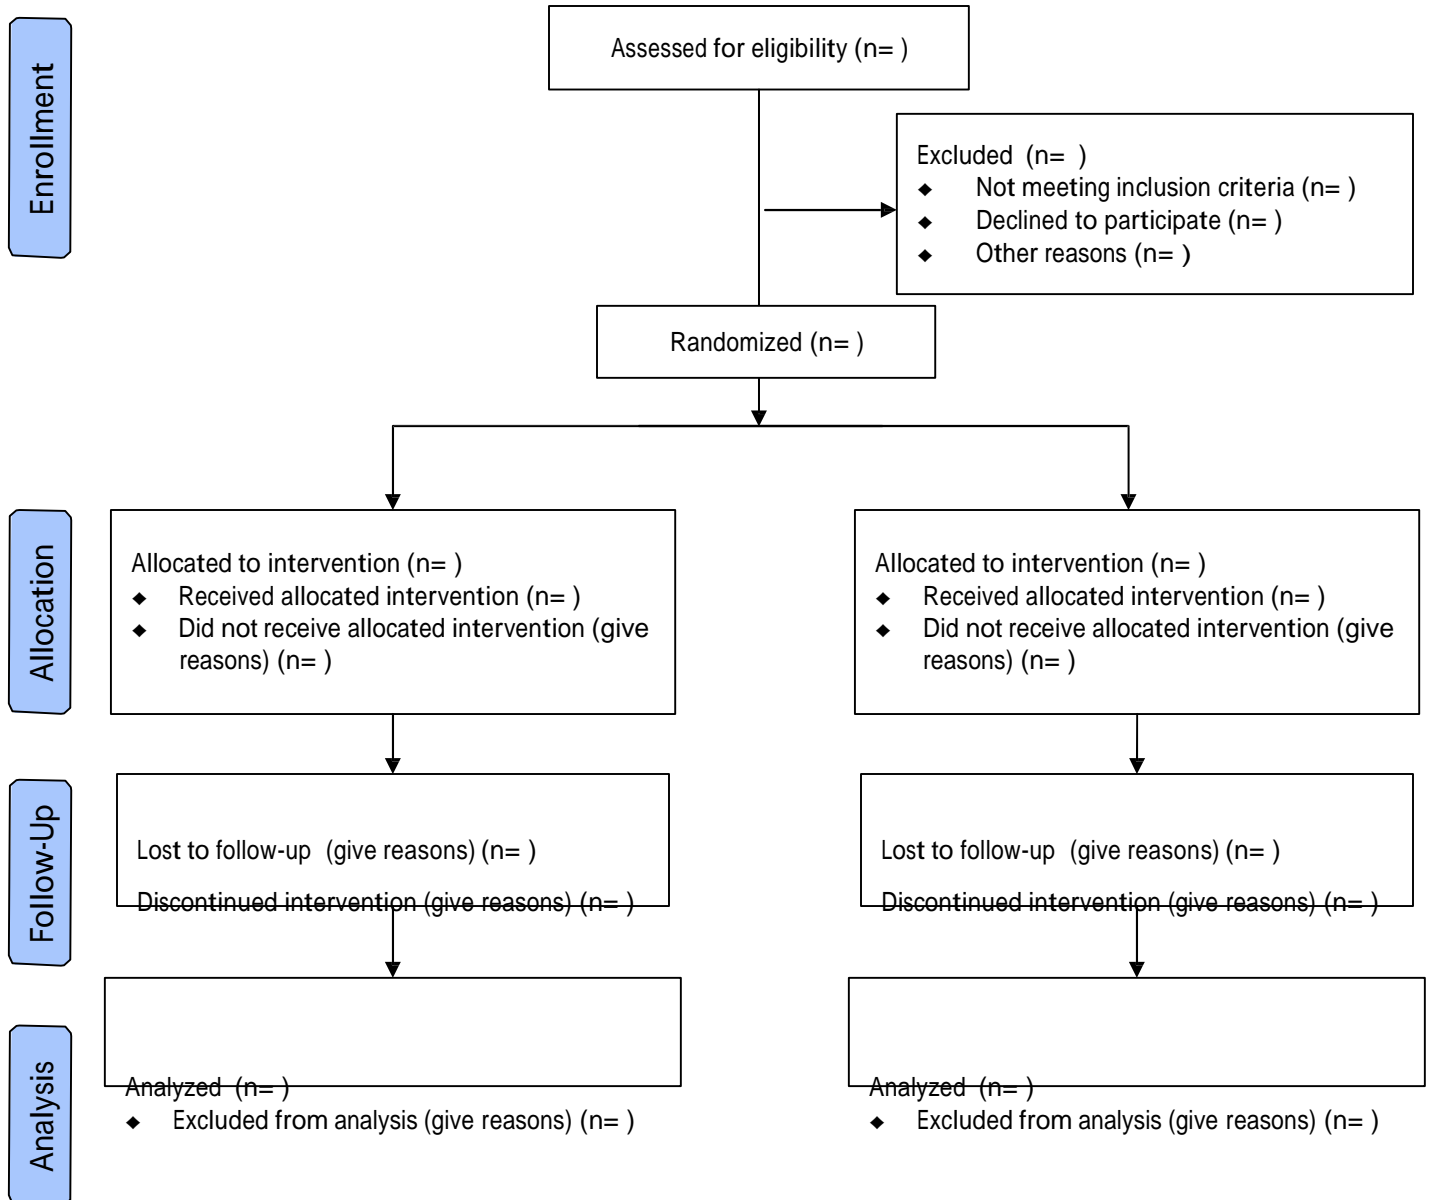 Enrollment
Assessed for eligibility (n= )
Excluded (n= )
◆ Not meeting inclusion criteria (n= )
◆ Declined to participate (n= )
◆ Other reasons (n= )
Randomized (n= )
Allocation
Allocated to intervention (n= )
◆ Received allocated intervention (n= )
◆ Did not receive allocated intervention (give
reasons) (n= )
Allocated to intervention (n= )
◆ Received allocated intervention (n= )
◆ Did not receive allocated intervention (give
reasons) (n= )
Follow-Up
Lost to follow-up (give reasons) (n= )
Discontinued intervention (give reasons) (n= )
Lost to follow-up (give reasons) (n= )
Discontinued intervention (give reasons) (n= )
Analysis
Analyzed (n= )
◆ Excluded from analysis (give reasons) (n= )
Analyzed (n= )
◆ Excluded from analysis (give reasons) (n= )